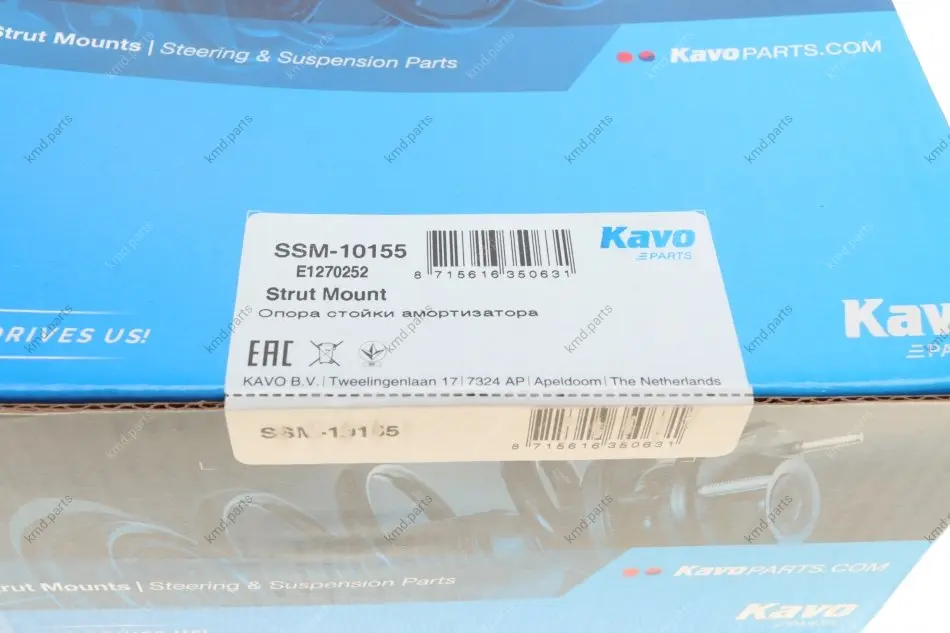 Strut Mounts | Steering & Suspension Parts
KavoPARTS.COM
SSM-10155
E1270252
8 715616 350631
Kavo
PARTS
Strut Mount
Опора стойки амортизатора
EAC
KAVO B.V. | Tweelingenlaan 17 | 7324 AP | Apeldoorn | The Netherlands
DRIVES US!
Kav
PA
SSM-10155
8 715616 350631
Strut Mounts | Steering & Suspension Parts
KavoPARTS.COM
Kavo
kmd.parts